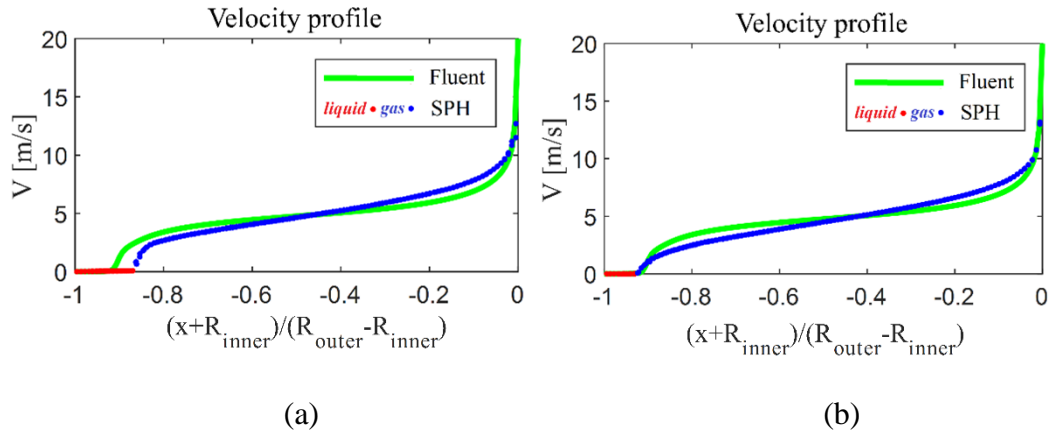 Velocity profile
20
15
10
5
0
V [m/s]
Fluent
liquid • gas • SPH
-1 -0.8 -0.6 -0.4 -0.2 0
(x+R_inner)/(R_outer-R_inner)
(a)
Velocity profile
20
15
10
5
0
V [m/s]
Fluent
liquid • gas • SPH
-1 -0.8 -0.6 -0.4 -0.2 0
(x+R_inner)/(R_outer-R_inner)
(b)